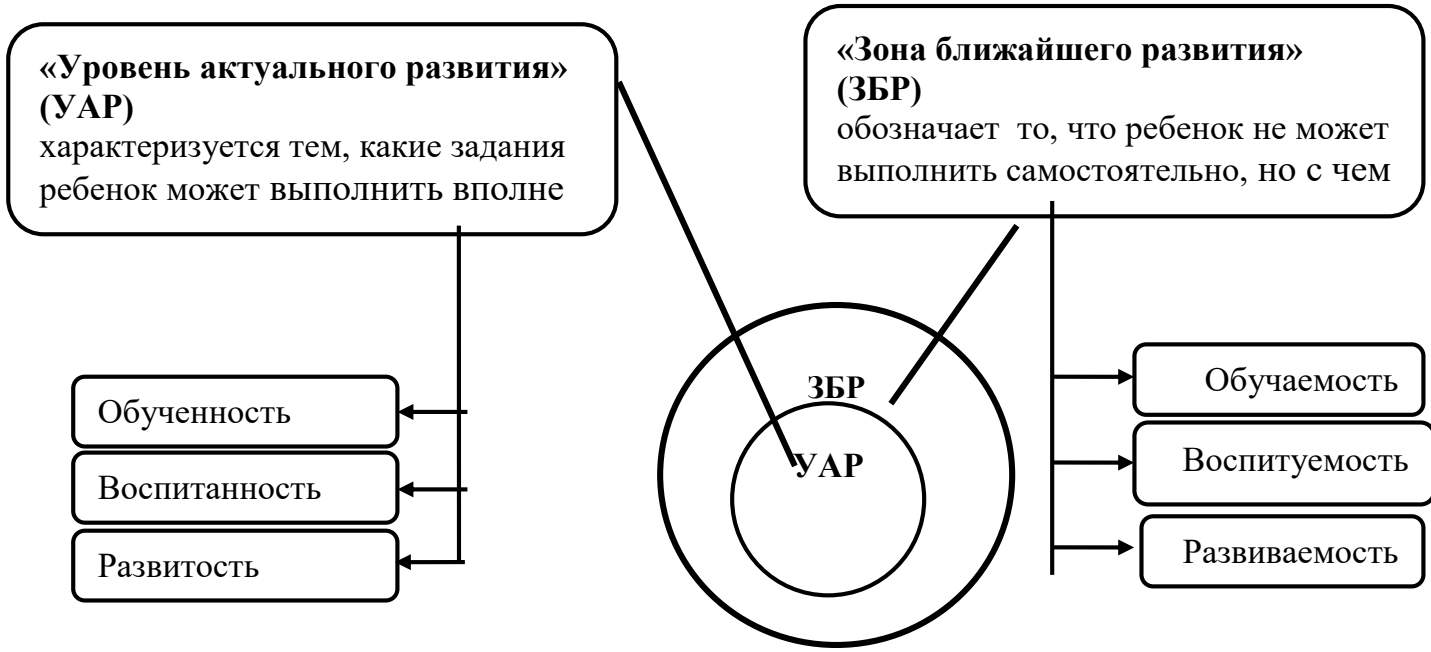 «Уровень актуального развития»
(УАР)
характеризуется тем, какие задания
ребенок может выполнить вполне
«Зона ближайшего развития»
(ЗБР)
обозначает то, что ребенок не может
выполнить самостоятельно, но с чем
Обученность
Воспитанность
Развитость
ЗБР
УАР
Обучаемость
Воспитуемость
Развиваемость